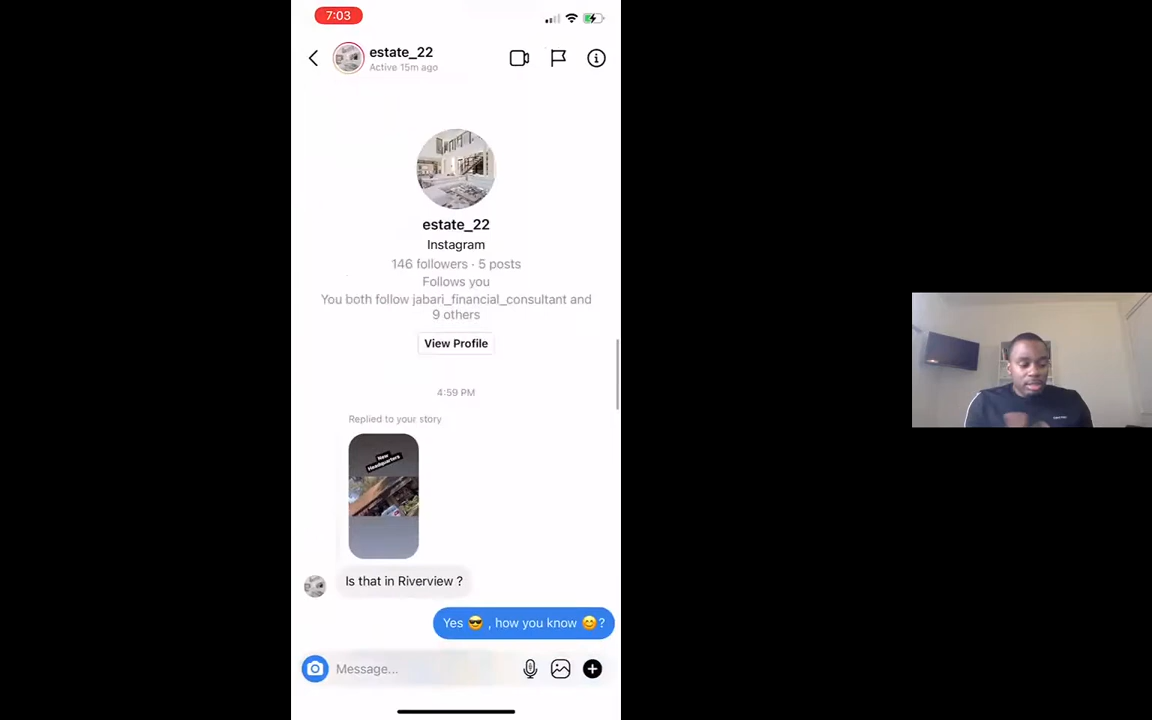 7:03
estate_22
Active 15m ago
estate_22
Instagram
146 followers · 5 posts
Follows you
You both follow jabari_financial_consultant and
9 others
View Profile
4:59 PM
Replied to your story
New
Headquarters
Is that in Riverview ?
Yes 😎 , how you know 😊?
Message...